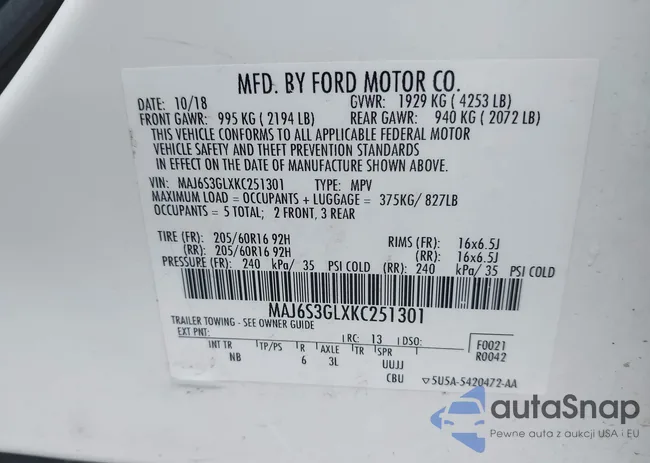 MFD. BY FORD MOTOR CO.
DATE: 10/18 GVWR: 1929 KG ( 4253 LB)
FRONT GAWR: 995 KG ( 2194 LB) REAR GAWR: 940 KG ( 2072 LB)
THIS VEHICLE CONFORMS TO ALL APPLICABLE FEDERAL MOTOR
VEHICLE SAFETY AND THEFT PREVENTION STANDARDS
IN EFFECT ON THE DATE OF MANUFACTURE SHOWN ABOVE.
VIN: MAJ6S3GLXKC251301 TYPE: MPV
MAXIMUM LOAD = OCCUPANTS + LUGGAGE = 375KG/ 827LB
OCCUPANTS = 5 TOTAL; 2 FRONT, 3 REAR
TIRE (FR): 205/60R16 92H RIMS (FR): 16x6.5J
(RR): 205/60R16 92H (RR): 16x6.5J
PRESSURE (FR): 240 kPa/ 35 PSI COLD (RR): 240 kPa/ 35 PSI COLD
MAJ6S3GLXKC251301
TRAILER TOWING - SEE OWNER GUIDE
EXT PNT: RC: 13 DSO: F0021
INT TR TP/PS R AXLE TR SPR R0042
NB 6 3L UUJJ
CBU 5U5A-5420472-AA
autaSnap
Pewne auta z aukcji USA i EU